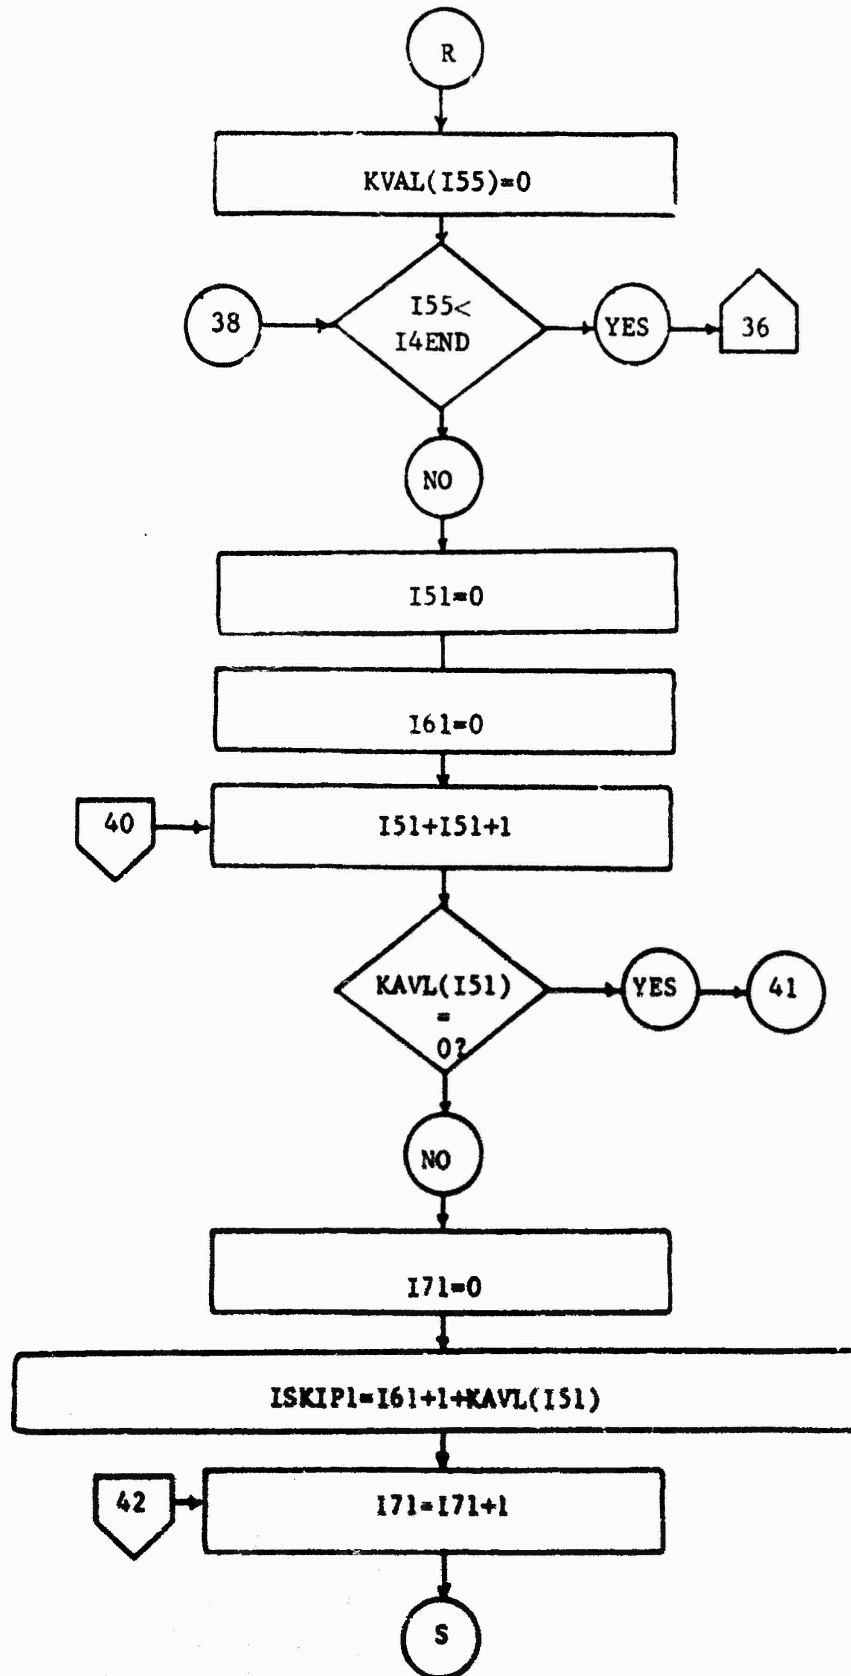 R
KVAL(I55)=0
38
I55<
I4END
YES
36
NO
I51=0
I61=0
40
I51+I51+1
KAVL(I51)
=
0?
YES
41
NO
I71=0
ISKIP1=I61+1+KAVL(I51)
42
I71=I71+1
S